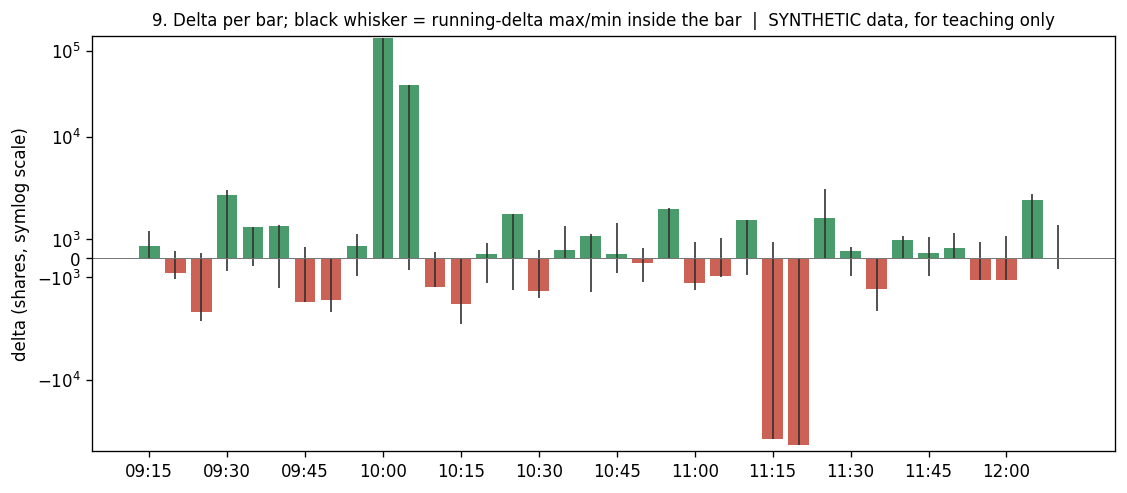 9. Delta per bar; black whisker = running-delta max/min inside the bar | SYNTHETIC data, for teaching only
delta (shares, symlog scale)
10⁵
10⁴
10³
0
−10³
−10⁴
09:15 09:30 09:45 10:00 10:15 10:30 10:45 11:00 11:15 11:30 11:45 12:00